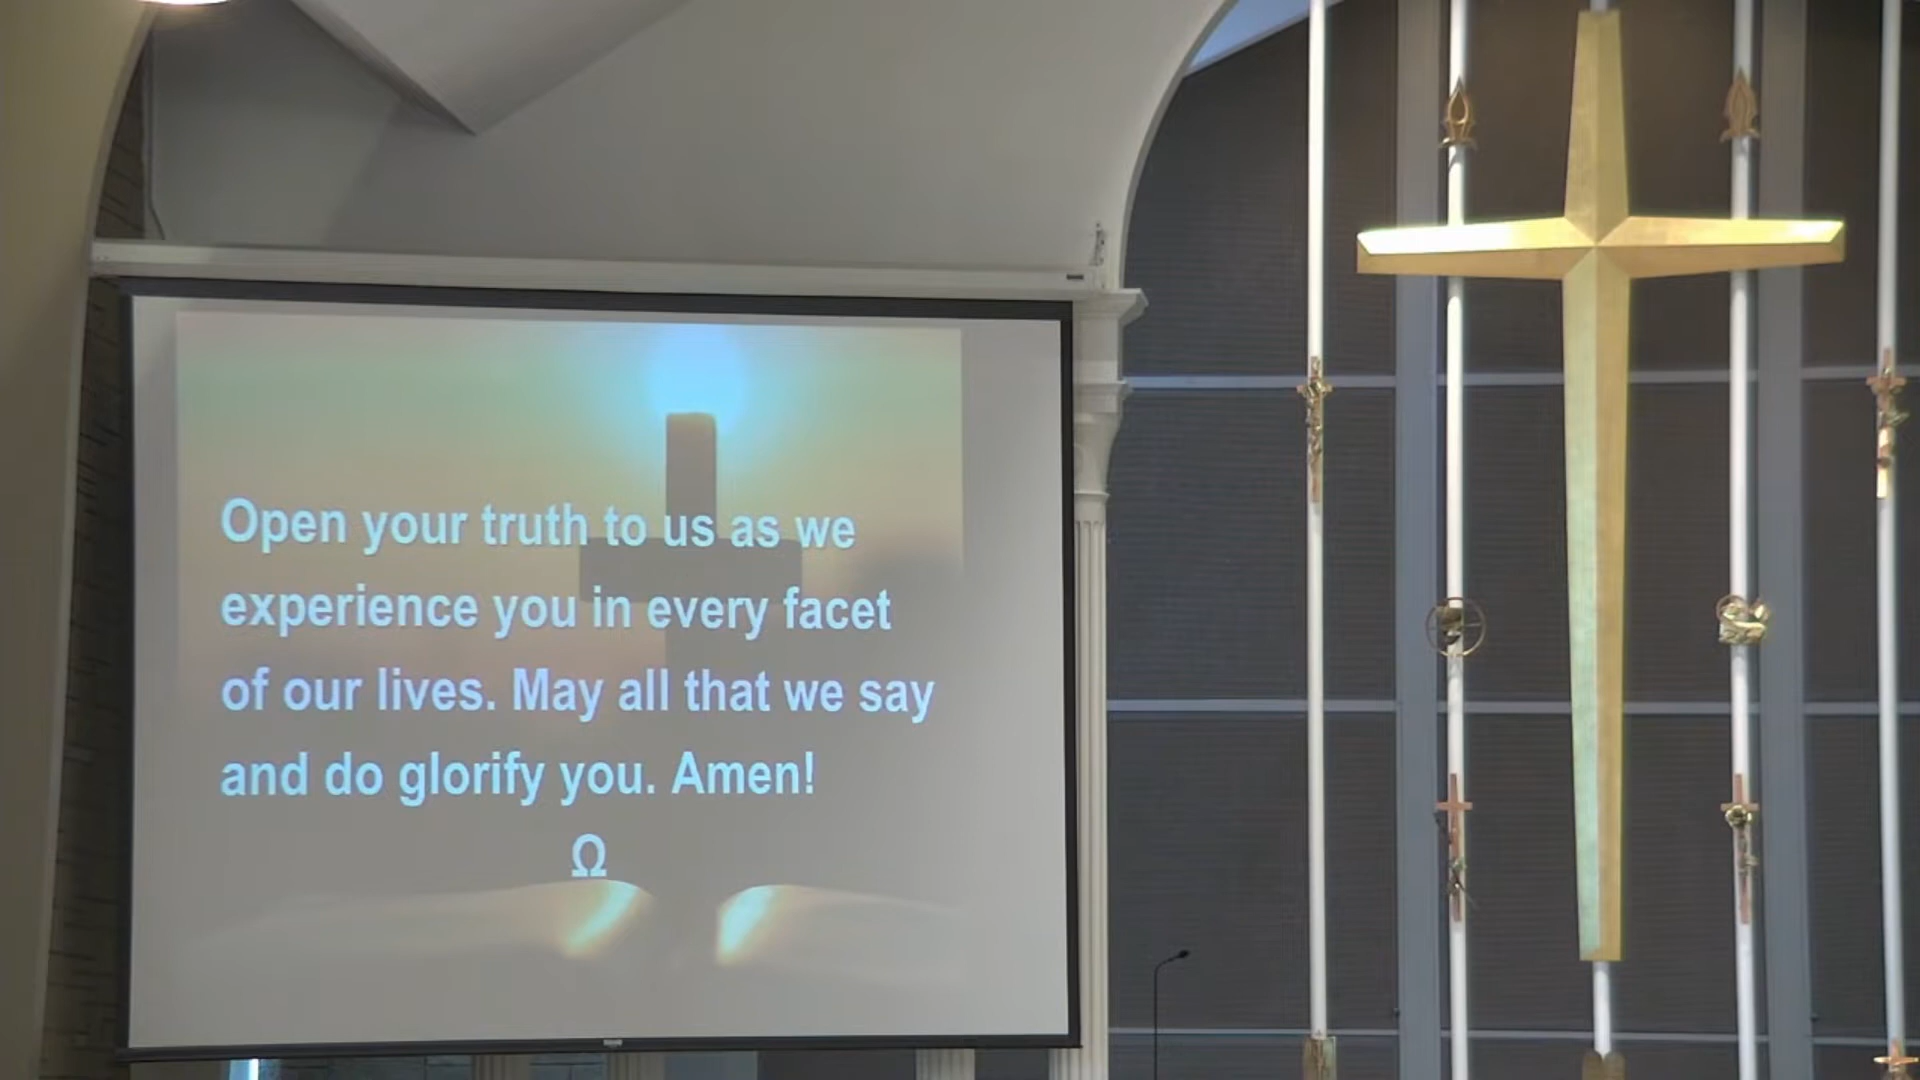 Open your truth to us as we
experience you in every facet
of our lives. May all that we say
and do glorify you. Amen!
Ω